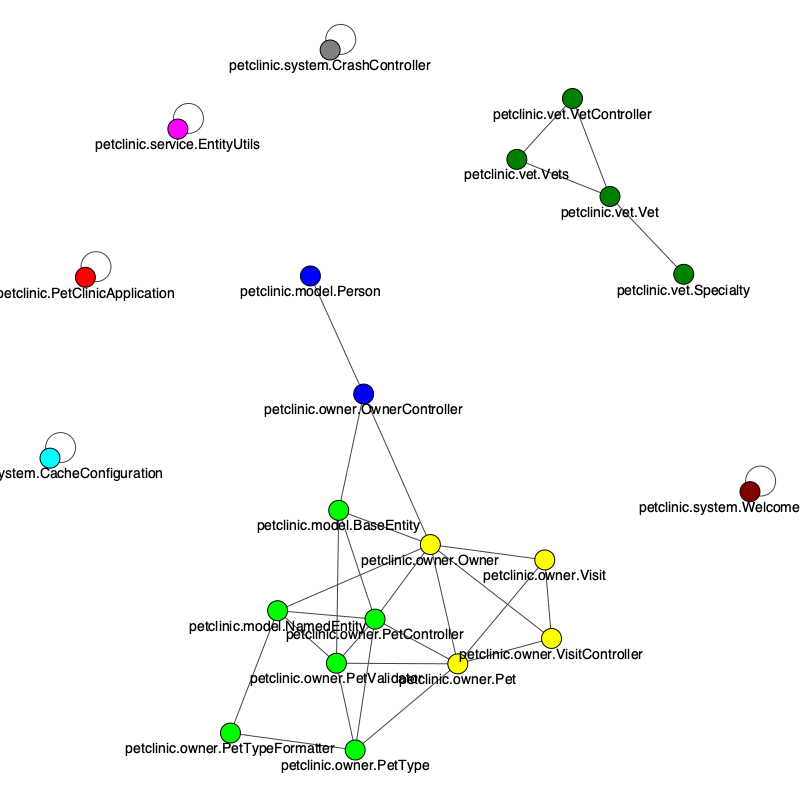 petclinic.system.CrashController
petclinic.vet.VetController
petclinic.service.EntityUtils
petclinic.vet.Vets
petclinic.vet.Vet
petclinic.PetClinicApplication
petclinic.model.Person
petclinic.vet.Specialty
petclinic.owner.OwnerController
ystem.CacheConfiguration
petclinic.system.Welcome
petclinic.model.BaseEntity
petclinic.owner.Owner
petclinic.owner.Visit
petclinic.model.NamedEntity
petclinic.owner.PetController
petclinic.owner.VisitController
petclinic.owner.PetValidator
petclinic.owner.Pet
petclinic.owner.PetTypeFormatter
petclinic.owner.PetType